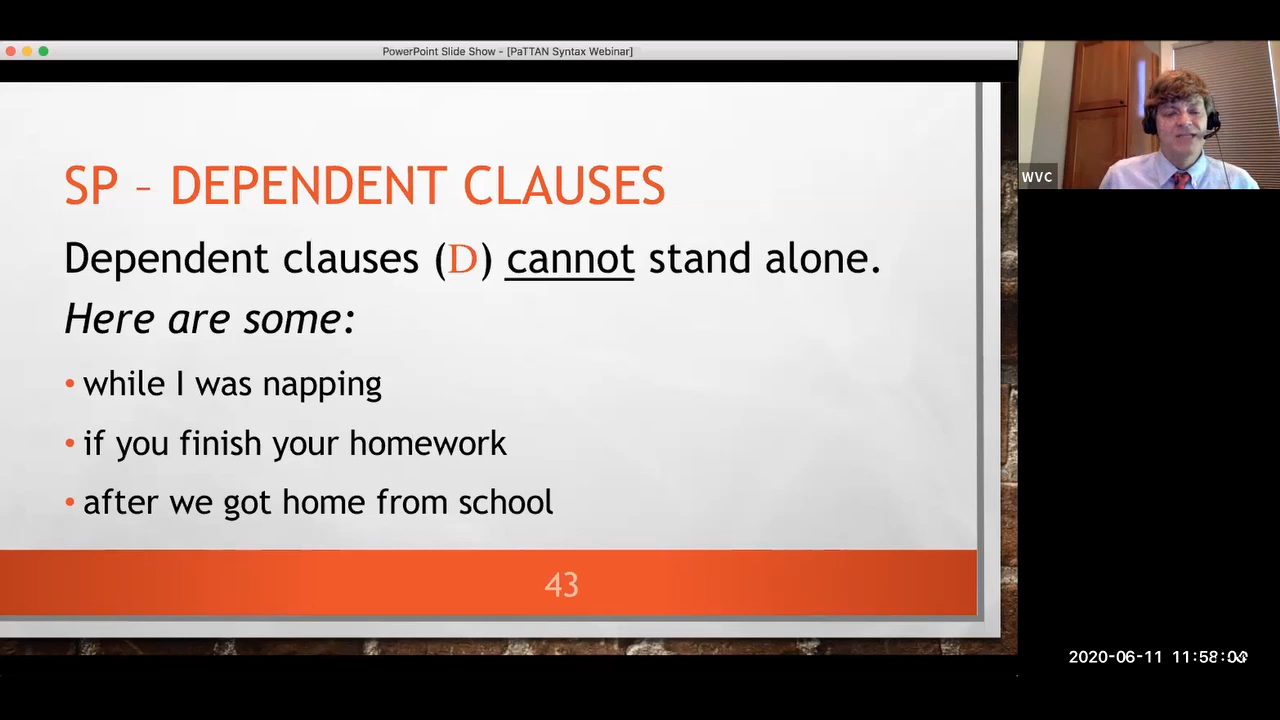 PowerPoint Slide Show - [PaTTAN Syntax Webinar]
SP – DEPENDENT CLAUSES
Dependent clauses (D) cannot stand alone.
Here are some:
• while I was napping
• if you finish your homework
• after we got home from school
43
WVC
2020-06-11 11:58